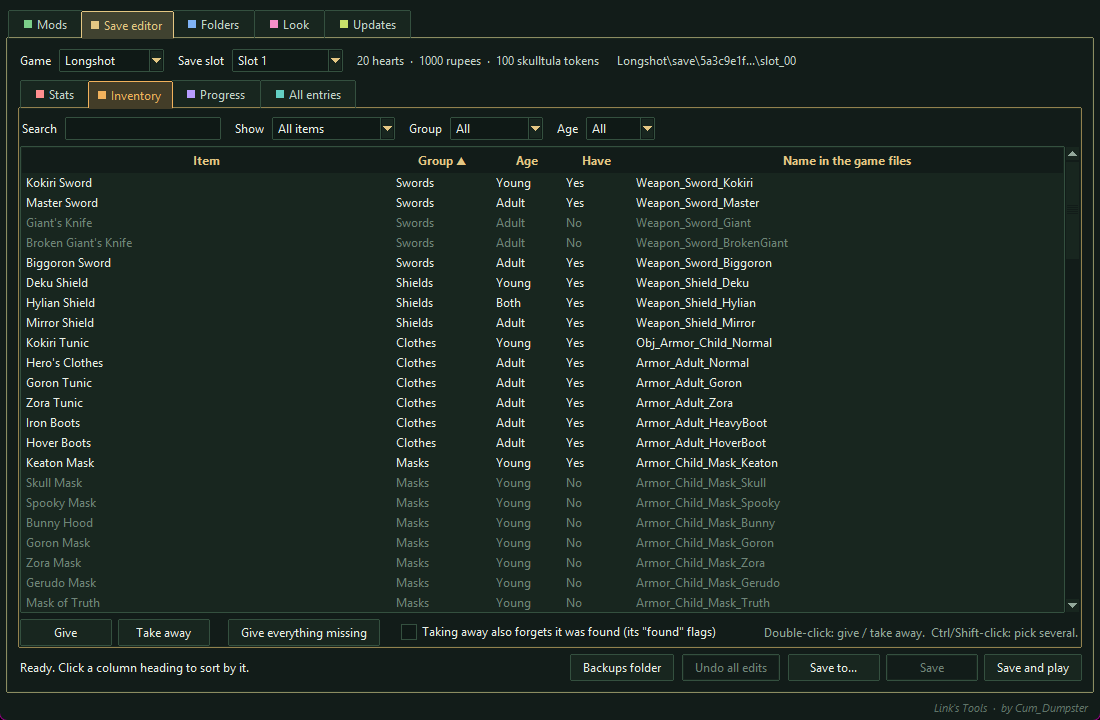 Mods Save editor Folders Look Updates
Game Longshot Save slot Slot 1 20 hearts · 1000 rupees · 100 skulltula tokens Longshot\save\5a3c9e1f...\slot_00
Stats Inventory Progress All entries
Search Show All items Group All Age All
Item Group ▲ Age Have Name in the game files
Kokiri Sword Swords Young Yes Weapon_Sword_Kokiri
Master Sword Swords Adult Yes Weapon_Sword_Master
Giant's Knife Swords Adult No Weapon_Sword_Giant
Broken Giant's Knife Swords Adult No Weapon_Sword_BrokenGiant
Biggoron Sword Swords Adult Yes Weapon_Sword_Biggoron
Deku Shield Shields Young Yes Weapon_Shield_Deku
Hylian Shield Shields Both Yes Weapon_Shield_Hylian
Mirror Shield Shields Adult Yes Weapon_Shield_Mirror
Kokiri Tunic Clothes Young Yes Obj_Armor_Child_Normal
Hero's Clothes Clothes Adult Yes Armor_Adult_Normal
Goron Tunic Clothes Adult Yes Armor_Adult_Goron
Zora Tunic Clothes Adult Yes Armor_Adult_Zora
Iron Boots Clothes Adult Yes Armor_Adult_HeavyBoot
Hover Boots Clothes Adult Yes Armor_Adult_HoverBoot
Keaton Mask Masks Young Yes Armor_Child_Mask_Keaton
Skull Mask Masks Young No Armor_Child_Mask_Skull
Spooky Mask Masks Young No Armor_Child_Mask_Spooky
Bunny Hood Masks Young No Armor_Child_Mask_Bunny
Goron Mask Masks Young No Armor_Child_Mask_Goron
Zora Mask Masks Young No Armor_Child_Mask_Zora
Gerudo Mask Masks Young No Armor_Child_Mask_Gerudo
Mask of Truth Masks Young No Armor_Child_Mask_Truth
Give Take away Give everything missing Taking away also forgets it was found (its "found" flags) Double-click: give / take away. Ctrl/Shift-click: pick several.
Ready. Click a column heading to sort by it. Backups folder Undo all edits Save to... Save Save and play
Link's Tools · by Cum_Dumpster